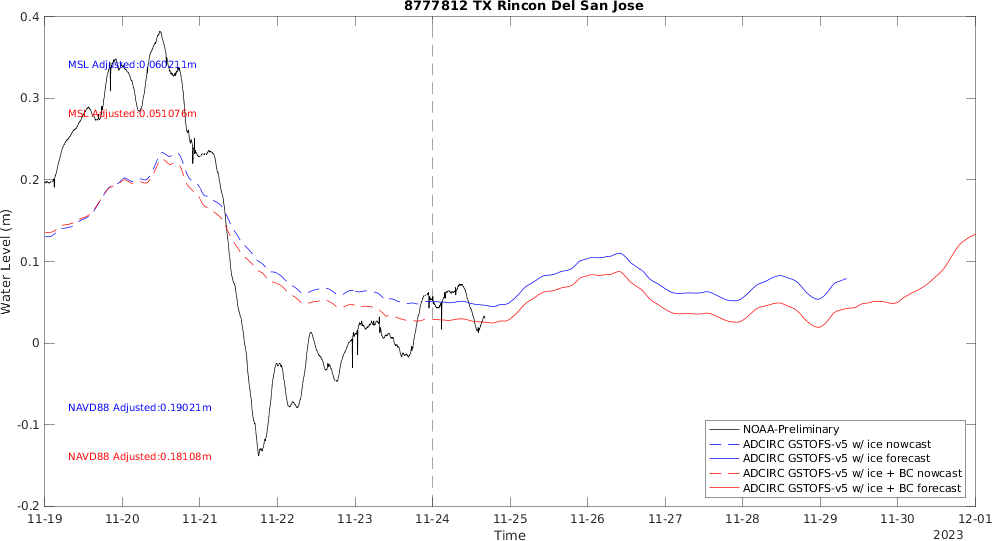 8777812 TX Rincon Del San Jose
0.4
MSL Adjusted:0.060211m
0.3
MSL Adjusted:0.051076m
0.2
0.1
Water Level (m)
0
NAVD88 Adjusted:0.19021m
-0.1
NAVD88 Adjusted:0.18108m
-0.2
NOAA-Preliminary
ADCIRC GSTOFS-v5 w/ ice nowcast
ADCIRC GSTOFS-v5 w/ ice forecast
ADCIRC GSTOFS-v5 w/ ice + BC nowcast
ADCIRC GSTOFS-v5 w/ ice + BC forecast
11-19 11-20 11-21 11-22 11-23 11-24 11-25 11-26 11-27 11-28 11-29 11-30 12-01
Time
2023